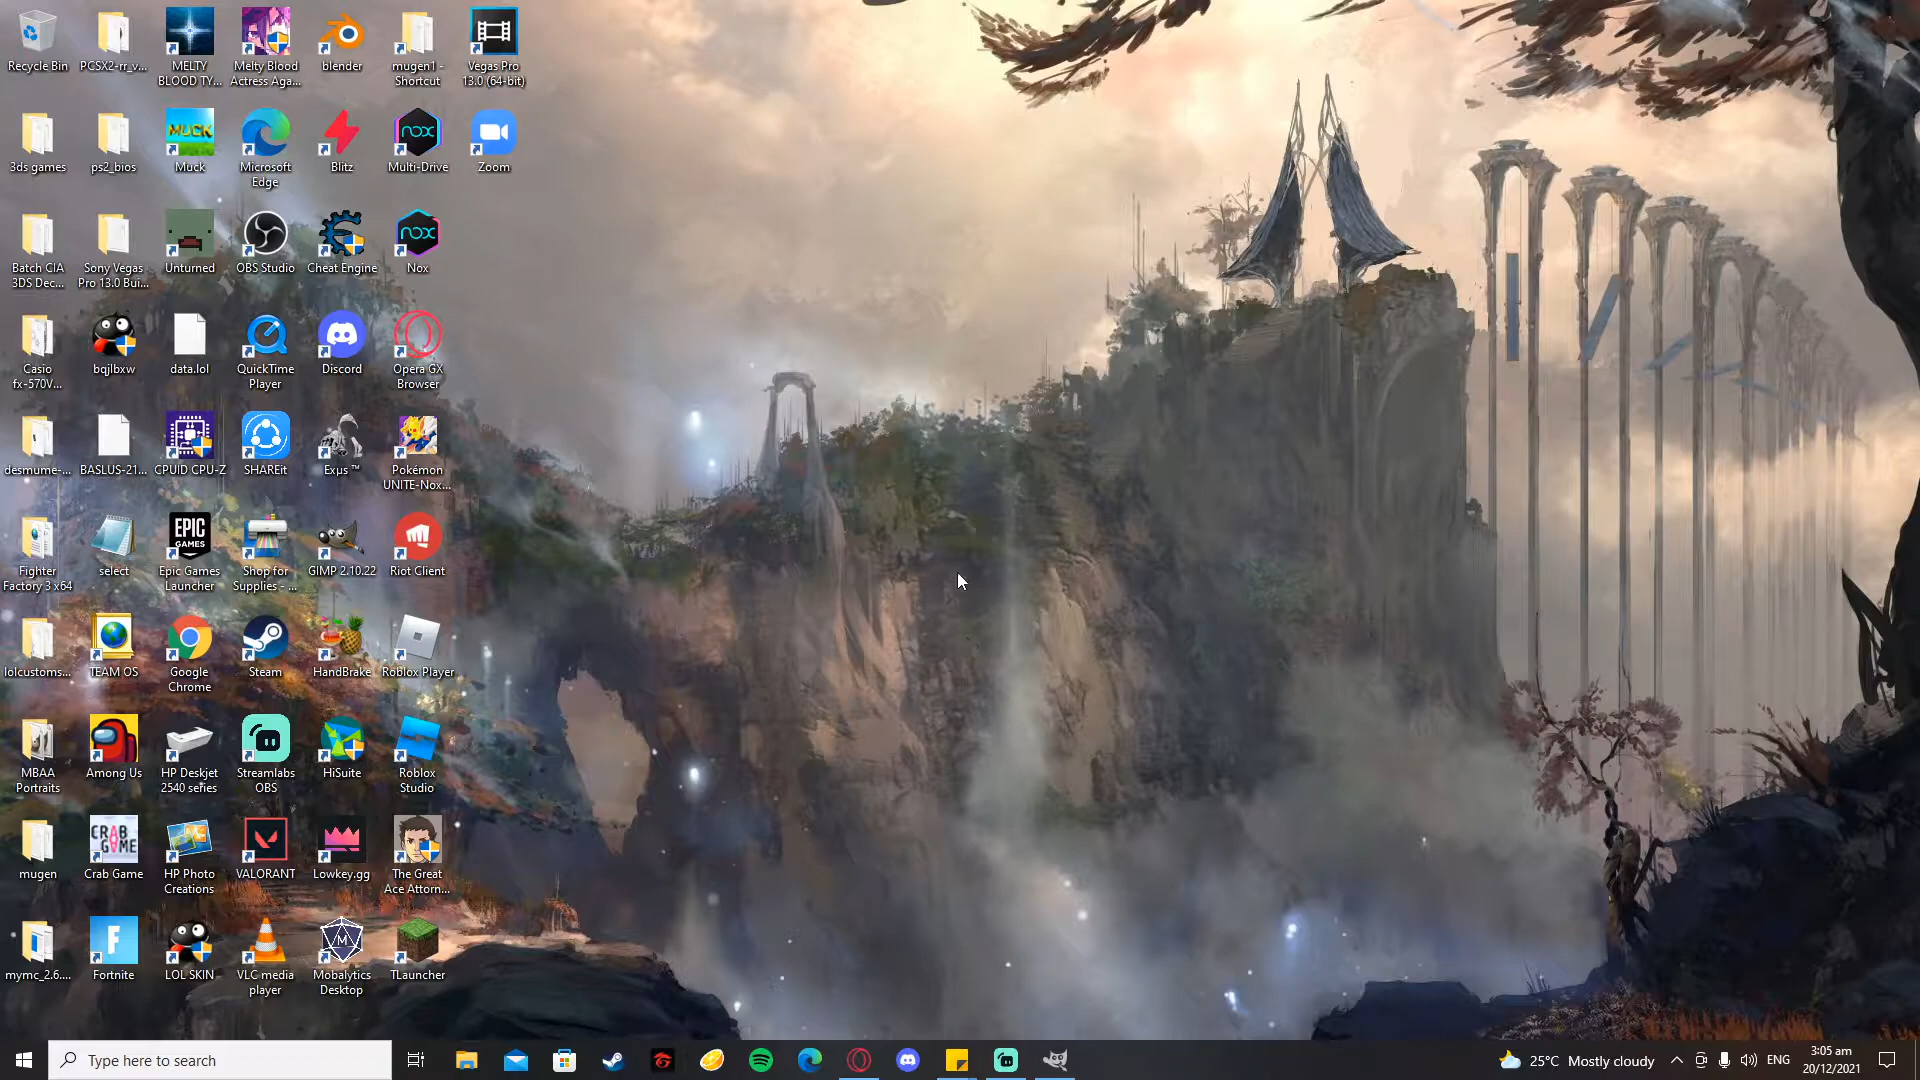 Recycle Bin
PCSX2-rr_v...
MELTY
BLOOD TY...
Melty Blood
Actress Aga...
blender
mugen1 -
Shortcut
Vegas Pro
13.0 (64-bit)
3ds games
ps2_bios
MUCK
Muck
Microsoft
Edge
Blitz
nox
Multi-Drive
Zoom
Batch CIA
3DS Dec...
Sony Vegas
Pro 13.0 Bui...
Unturned
OBS Studio
Cheat Engine
nox
Nox
Casio
fx-570V...
bqjlbxw
data.lol
QuickTime
Player
Discord
Opera GX
Browser
desmume-...
BASLUS-21...
CPUID CPU-Z
SHAREit
Exµs ™
Pokémon
UNITE-Nox...
Fighter
Factory 3 x64
select
EPIC
GAMES
Epic Games
Launcher
Shop for
Supplies - ...
GIMP 2.10.22
Riot Client
lolcustoms...
TEAM OS
Google
Chrome
Steam
HandBrake
Roblox Player
MBAA
Portraits
Among Us
HP Deskjet
2540 series
Streamlabs
OBS
HiSuite
Roblox
Studio
mugen
CRAB
GAME
Crab Game
HP Photo
Creations
VALORANT
Lowkey.gg
The Great
Ace Attorn...
mymc_2.6....
F
Fortnite
LOL SKIN
VLC media
player
M
Mobalytics
Desktop
TLauncher
Type here to search
25°C Mostly cloudy
ENG
3:05 am
20/12/2021